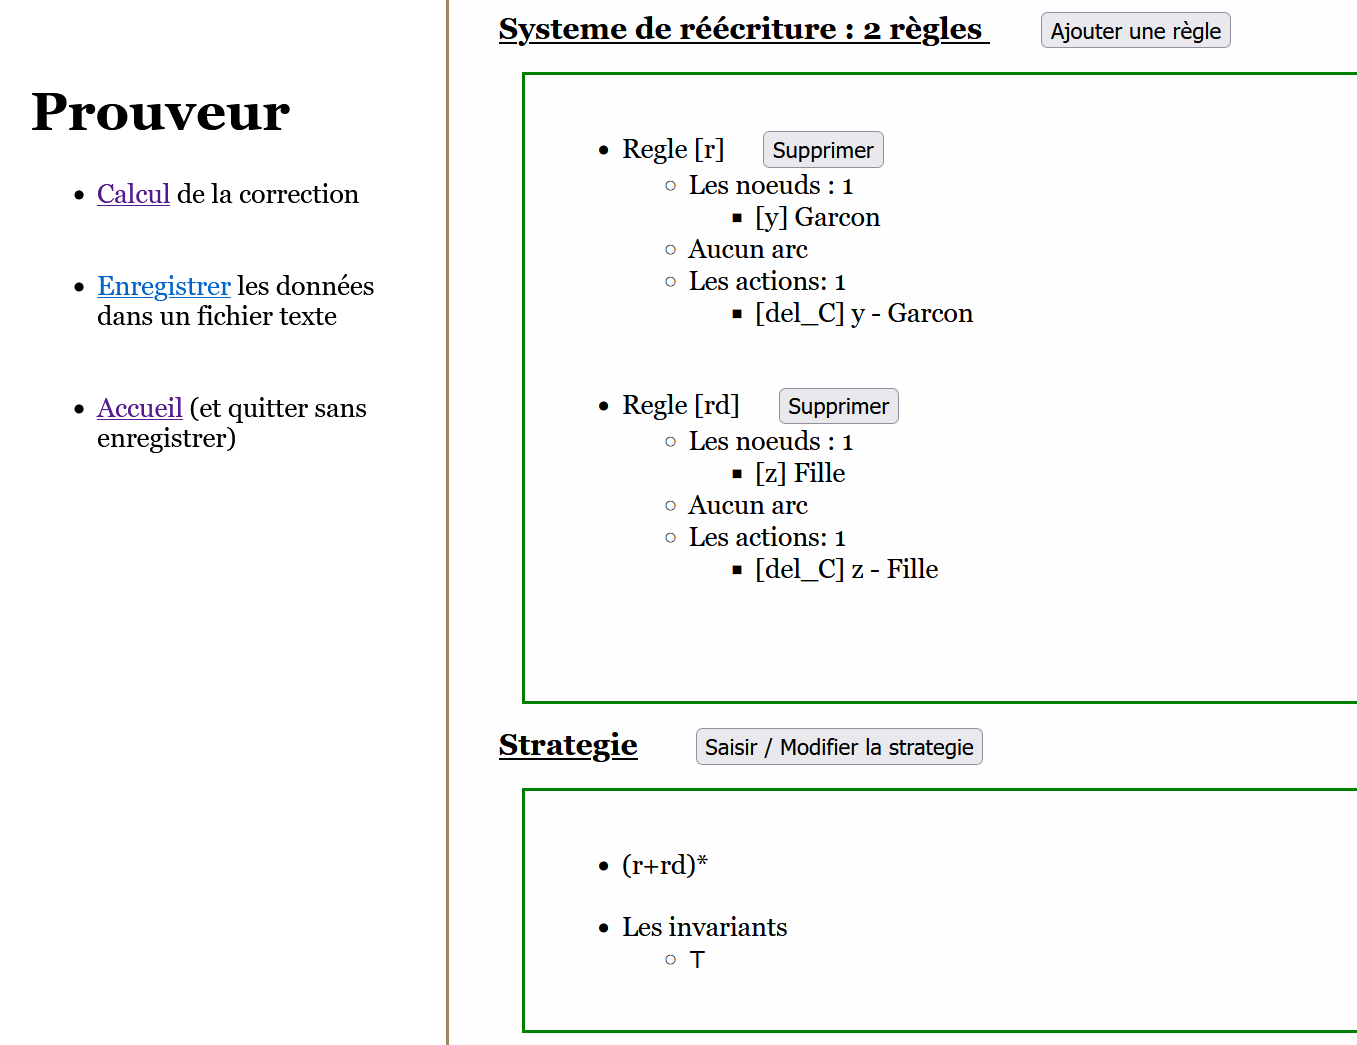 Prouveur
Calcul de la correction
Enregistrer les données
dans un fichier texte
Accueil (et quitter sans
enregistrer)
Systeme de réécriture : 2 règles
Ajouter une règle
Regle [r]
Supprimer
Les noeuds : 1
[y] Garcon
Aucun arc
Les actions: 1
[del_C] y - Garcon
Regle [rd]
Supprimer
Les noeuds : 1
[z] Fille
Aucun arc
Les actions: 1
[del_C] z - Fille
Strategie
Saisir / Modifier la strategie
(r+rd)*
Les invariants
⊤